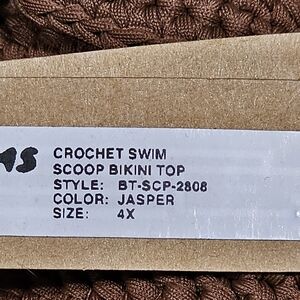 CROCHET SWIM
SCOOP BIKINI TOP
STYLE: BT-SCP-2808
COLOR: JASPER
SIZE: 4X